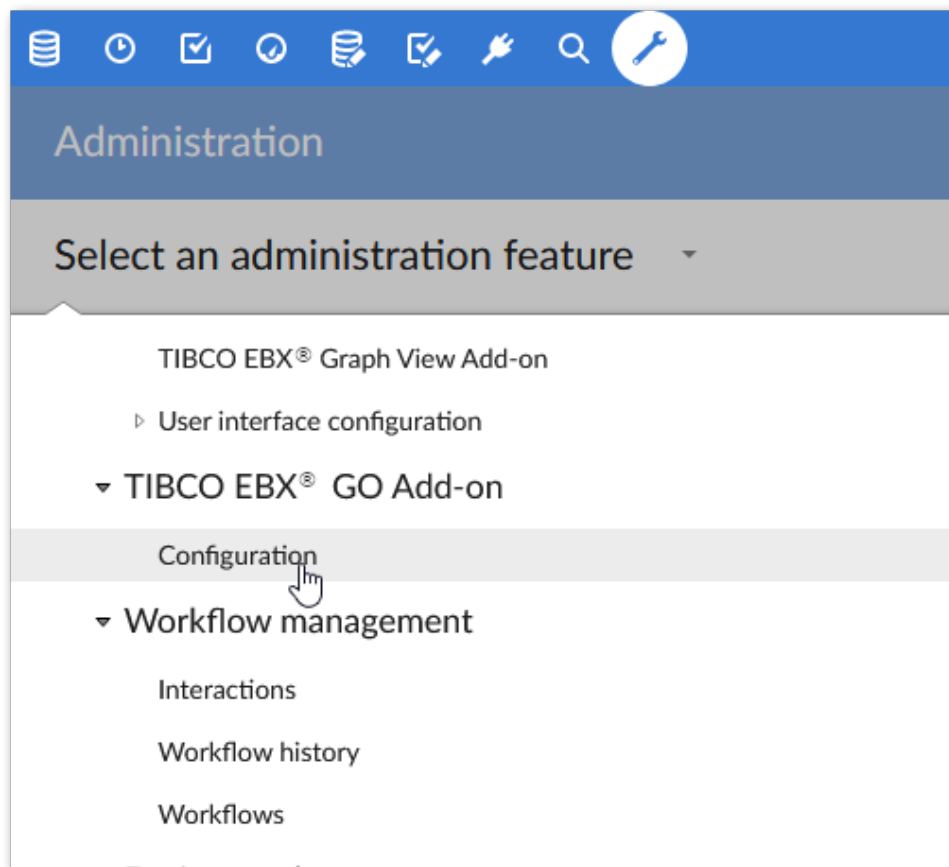 Administration
Select an administration feature
TIBCO EBX® Graph View Add-on
User interface configuration
TIBCO EBX® GO Add-on
Configuration
Workflow management
Interactions
Workflow history
Workflows